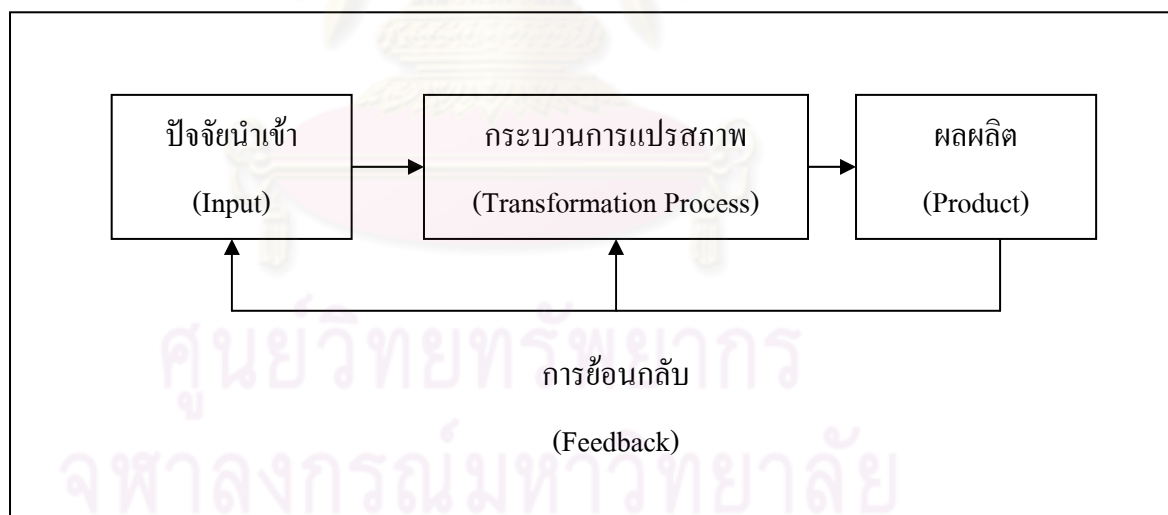 ปัจจัยนำเข้า
(Input)
กระบวนการแปรสภาพ
(Transformation Process)
ผลผลิต
(Product)
การย้อนกลับ
(Feedback)
ศูนย์วิทยทรัพยากร
จุฬาลงกรณ์มหาวิทยาลัย